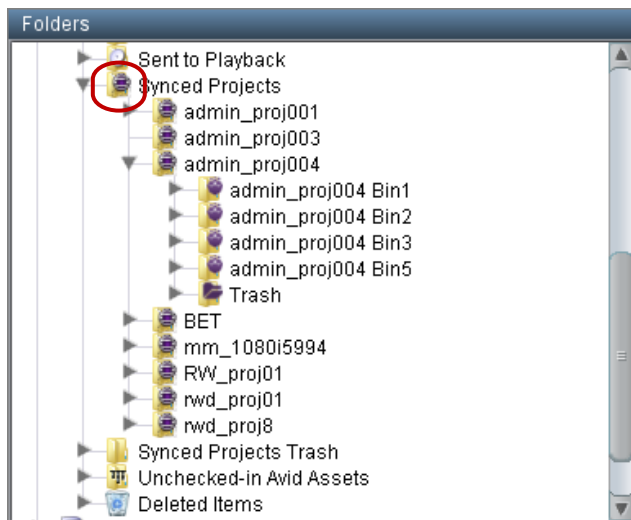 Folders
Sent to Playback
Synced Projects
admin_proj001
admin_proj003
admin_proj004
admin_proj004 Bin1
admin_proj004 Bin2
admin_proj004 Bin3
admin_proj004 Bin5
Trash
BET
mm_1080i5994
RW_proj01
rwd_proj01
rwd_proj8
Synced Projects Trash
Unchecked-in Avid Assets
Deleted Items